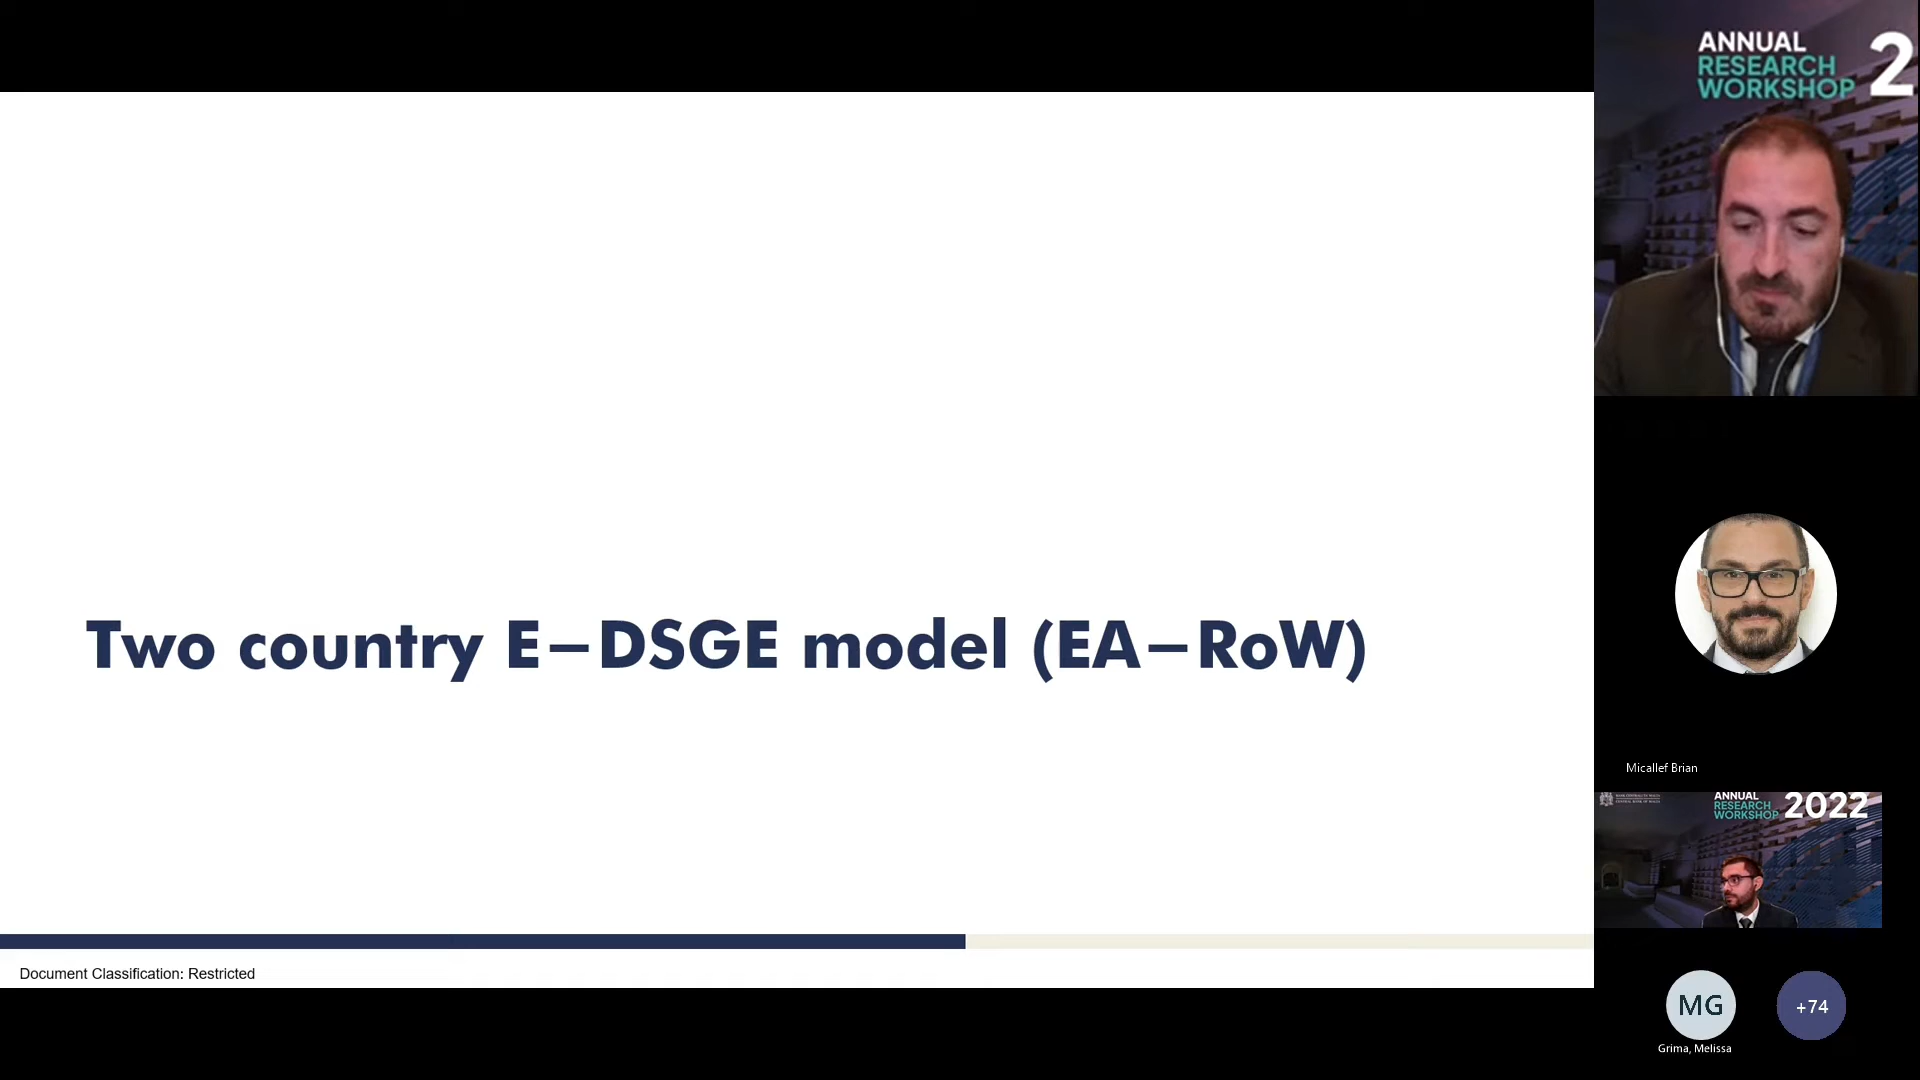 ANNUAL
RESEARCH
WORKSHOP
2
Two country E–DSGE model (EA–RoW)
Micallef Brian
ANNUAL
RESEARCH
WORKSHOP
2022
Document Classification: Restricted
MG
+74
Grima, Melissa